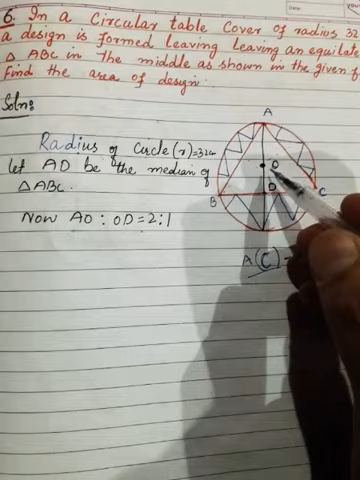 6. In a Circular table Cover of radius 32
a design is formed leaving leaving an equilate
Δ ABC in the middle as shown in the given f
Find the area of design.
Soln:
A
Radius of Circle (r) = 32cm
Let AD be the median of
O
ΔABC.
D
B
C
Now AO : OD = 2:1
A(C) =